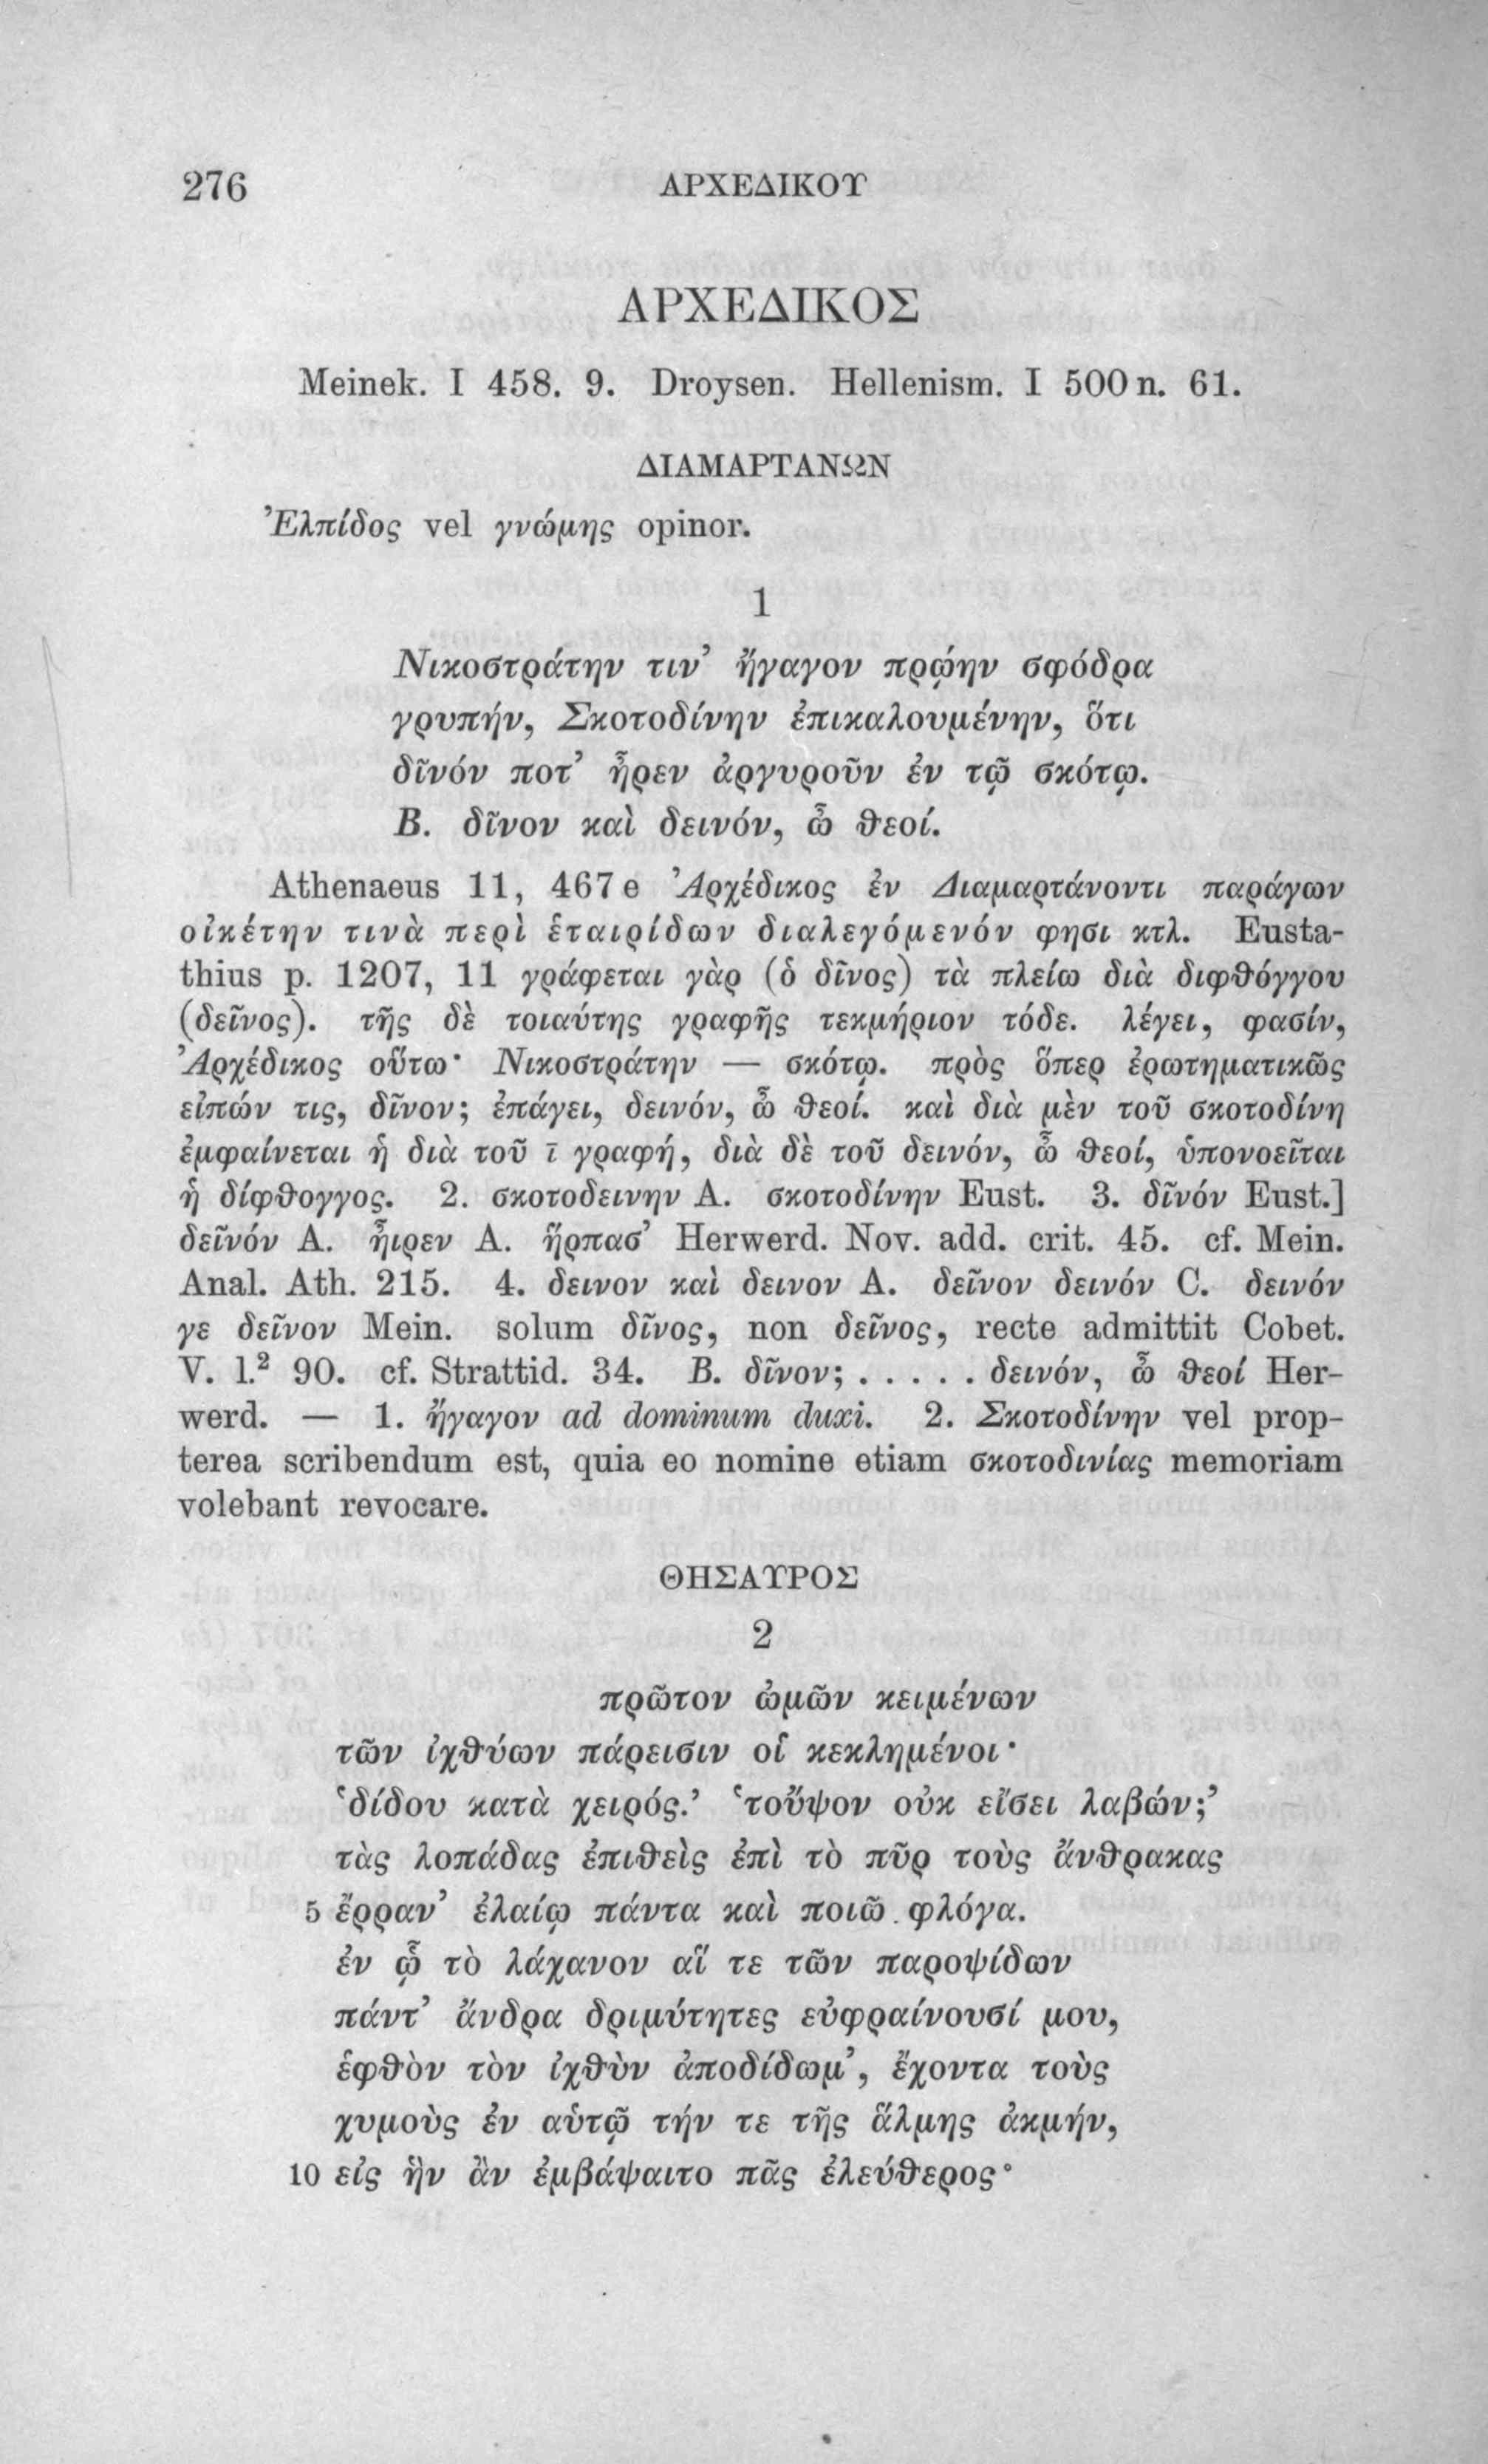 276 ΑΡΧΕΔΙΚΟΥ
ΑΡΧΕΔΙΚΟΣ
Meinek. I 458. 9. Droysen. Hellenism. I 500 n. 61.
ΔΙΑΜΑΡΤΑΝΩΝ
Ἐλπίδος vel γνώμης opinor.
1
Νικοστράτην τιν’ ἤγαγον πρῴην σφόδρα
γρυπήν, Σκοτοδίνην ἐπικαλουμένην, ὅτι
δῖνόν ποτ’ ἦρεν ἀργυροῦν ἐν τῷ σκότῳ.
Β. δῖνον καὶ δεινόν, ὦ θεοί.
Athenaeus 11, 467 e Ἀρχέδικος ἐν Διαμαρτάνοντι παράγων
οἰκέτην τινὰ περὶ ἑταιρίδων διαλεγόμενόν φησι κτλ. Eusta-
thius p. 1207, 11 γράφεται γὰρ (ὁ δῖνος) τὰ πλείω διὰ διφθόγγου
(δεῖνος). τῆς δὲ τοιαύτης γραφῆς τεκμήριον τόδε. λέγει, φασίν,
Ἀρχέδικος οὕτω· Νικοστράτην — σκότῳ. πρὸς ὅπερ ἐρωτηματικῶς
εἰπών τις, δῖνον; ἐπάγει, δεινόν, ὦ θεοί. καὶ διὰ μὲν τοῦ σκοτοδίνη
ἐμφαίνεται ἡ διὰ τοῦ ῑ γραφή, διὰ δὲ τοῦ δεινόν, ὦ θεοί, ὑπονοεῖται
ἡ δίφθογγος. 2. σκοτοδεινην A. σκοτοδίνην Eust. 3. δῖνόν Eust.]
δεῖνόν A. ἦιρεν A. ἥρπασ’ Herwerd. Nov. add. crit. 45. cf. Mein.
Anal. Ath. 215. 4. δεινον καὶ δεινον A. δεῖνον δεινόν C. δεινόν
γε δεῖνον Mein. solum δῖνος, non δεῖνος, recte admittit Cobet.
V. l.² 90. cf. Strattid. 34. Β. δῖνον; . . . . . δεινόν, ὦ θεοί Her-
werd. — 1. ἤγαγον ad dominum duxi. 2. Σκοτοδίνην vel prop-
terea scribendum est, quia eo nomine etiam σκοτοδινίας memoriam
volebant revocare.
ΘΗΣΑΥΡΟΣ
2
πρῶτον ὠμῶν κειμένων
τῶν ἰχθύων πάρεισιν οἱ κεκλημένοι·
‘δίδου κατὰ χειρός.’ ‘τοὔψον οὐκ εἴσει λαβών;’
τὰς λοπάδας ἐπιθεὶς ἐπὶ τὸ πῦρ τοὺς ἄνθρακας
5 ἔρραν’ ἐλαίῳ πάντα καὶ ποιῶ φλόγα.
ἐν ᾧ τὸ λάχανον αἵ τε τῶν παροψίδων
πάντ’ ἄνδρα δριμύτητες εὐφραίνουσί μου,
ἑφθὸν τὸν ἰχθὺν ἀποδίδωμ’, ἔχοντα τοὺς
χυμοὺς ἐν αὑτῷ τήν τε τῆς ἅλμης ἀκμήν,
10 εἰς ἣν ἂν ἐμβάψαιτο πᾶς ἐλεύθερος·